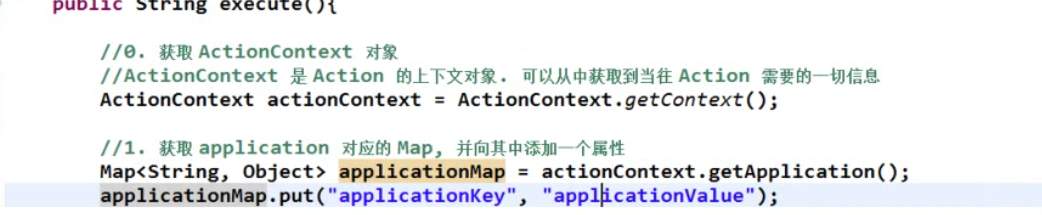 public String execute(){
//0. 获取 ActionContext 对象
//ActionContext 是 Action 的上下文对象. 可以从中获取到当往 Action 需要的一切信息
ActionContext actionContext = ActionContext.getContext();
//1. 获取 application 对应的 Map, 并向其中添加一个属性
Map<String, Object> applicationMap = actionContext.getApplication();
applicationMap.put("applicationKey", "applicationValue");